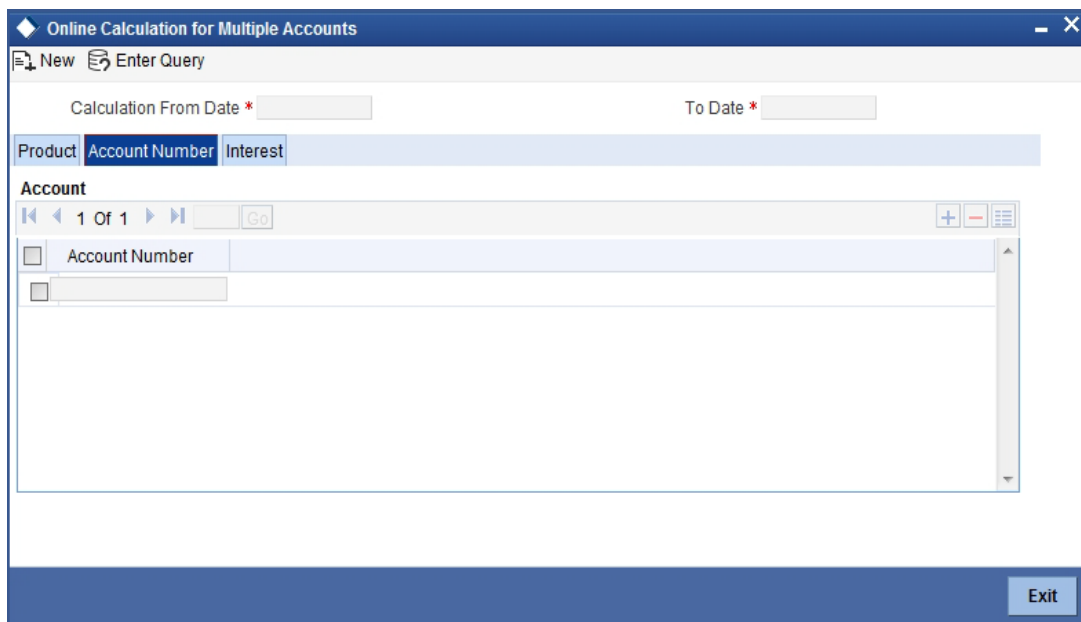 Online Calculation for Multiple Accounts
New Enter Query
Calculation From Date * To Date *
Product Account Number Interest
Account
1 Of 1 Go
Account Number
Exit